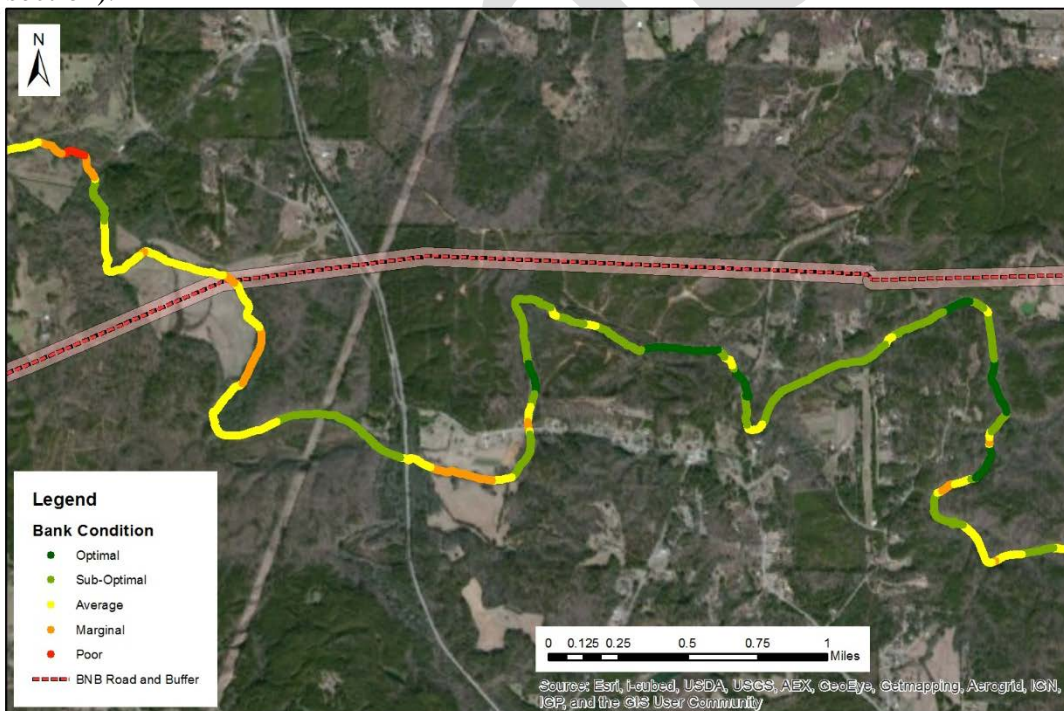 section).
N
Legend
Bank Condition
Optimal
Sub-Optimal
Average
Marginal
Poor
BNB Road and Buffer
0 0.125 0.25 0.5 0.75 1
Miles
Source: Esri, i-cubed, USDA, USGS, AEX, GeoEye, Getmapping, Aerogrid, IGN,
IGP, and the GIS User Community